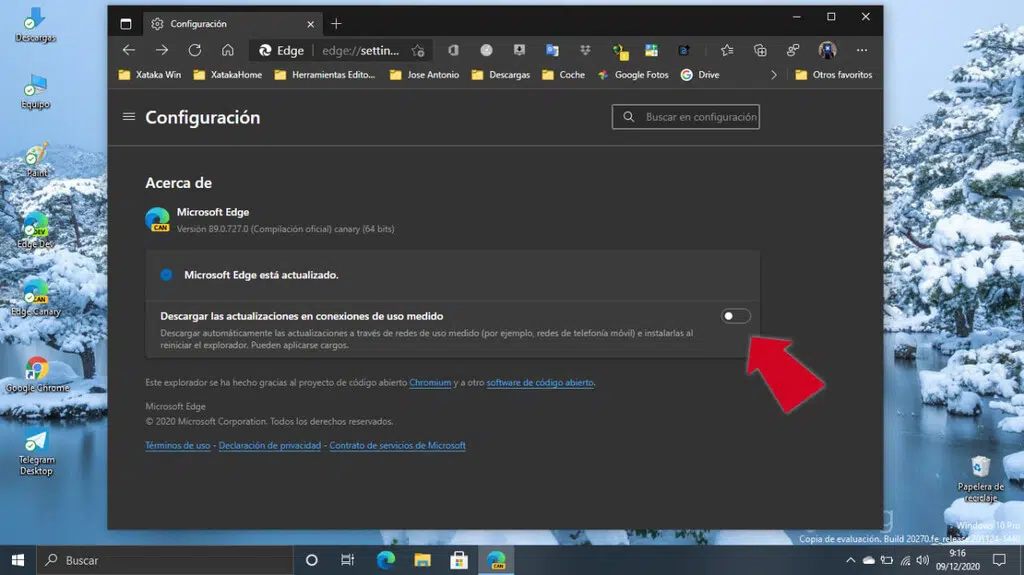 Descargas
Equipo
Paint
Edge Dev
Edge Canary
Google Chrome
Telegram
Desktop
Configuración
Edge
edge://settin...
Xataka Win
XatakaHome
Herramientas Edito...
Jose Antonio
Descargas
Coche
Google Fotos
Drive
Otros favoritos
Configuración
Buscar en configuración
Acerca de
Microsoft Edge
Versión 89.0.727.0 (Compilación oficial) canary (64 bits)
CAN
Microsoft Edge está actualizado.
Descargar las actualizaciones en conexiones de uso medido
Descargar automáticamente las actualizaciones a través de redes de uso medido (por ejemplo, redes de telefonía móvil) e instalarlas al
reiniciar el explorador. Pueden aplicarse cargos.
Este explorador se ha hecho gracias al proyecto de código abierto Chromium y a otro software de código abierto.
Microsoft Edge
© 2020 Microsoft Corporation. Todos los derechos reservados.
Términos de uso - Declaración de privacidad - Contrato de servicios de Microsoft
Papelera de
reciclaje
Windows 10 Pro
Copia de evaluación. Build 20270.fe_release.201124-1440
Buscar
CAN
9:16
09/12/2020